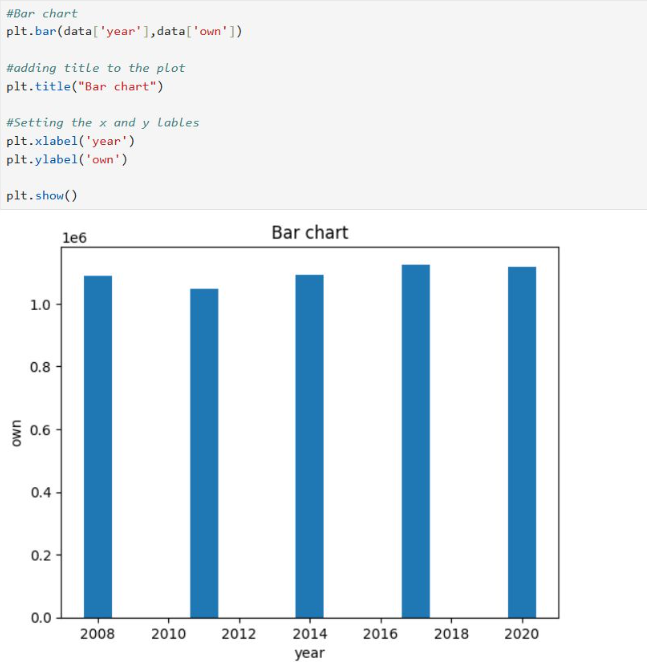 #Bar chart
plt.bar(data['year'],data['own'])
#adding title to the plot
plt.title("Bar chart")
#Setting the x and y lables
plt.xlabel('year')
plt.ylabel('own')
plt.show()
Bar chart
1e6
1.0
0.8
0.6
0.4
0.2
0.0
own
2008 2010 2012 2014 2016 2018 2020
year